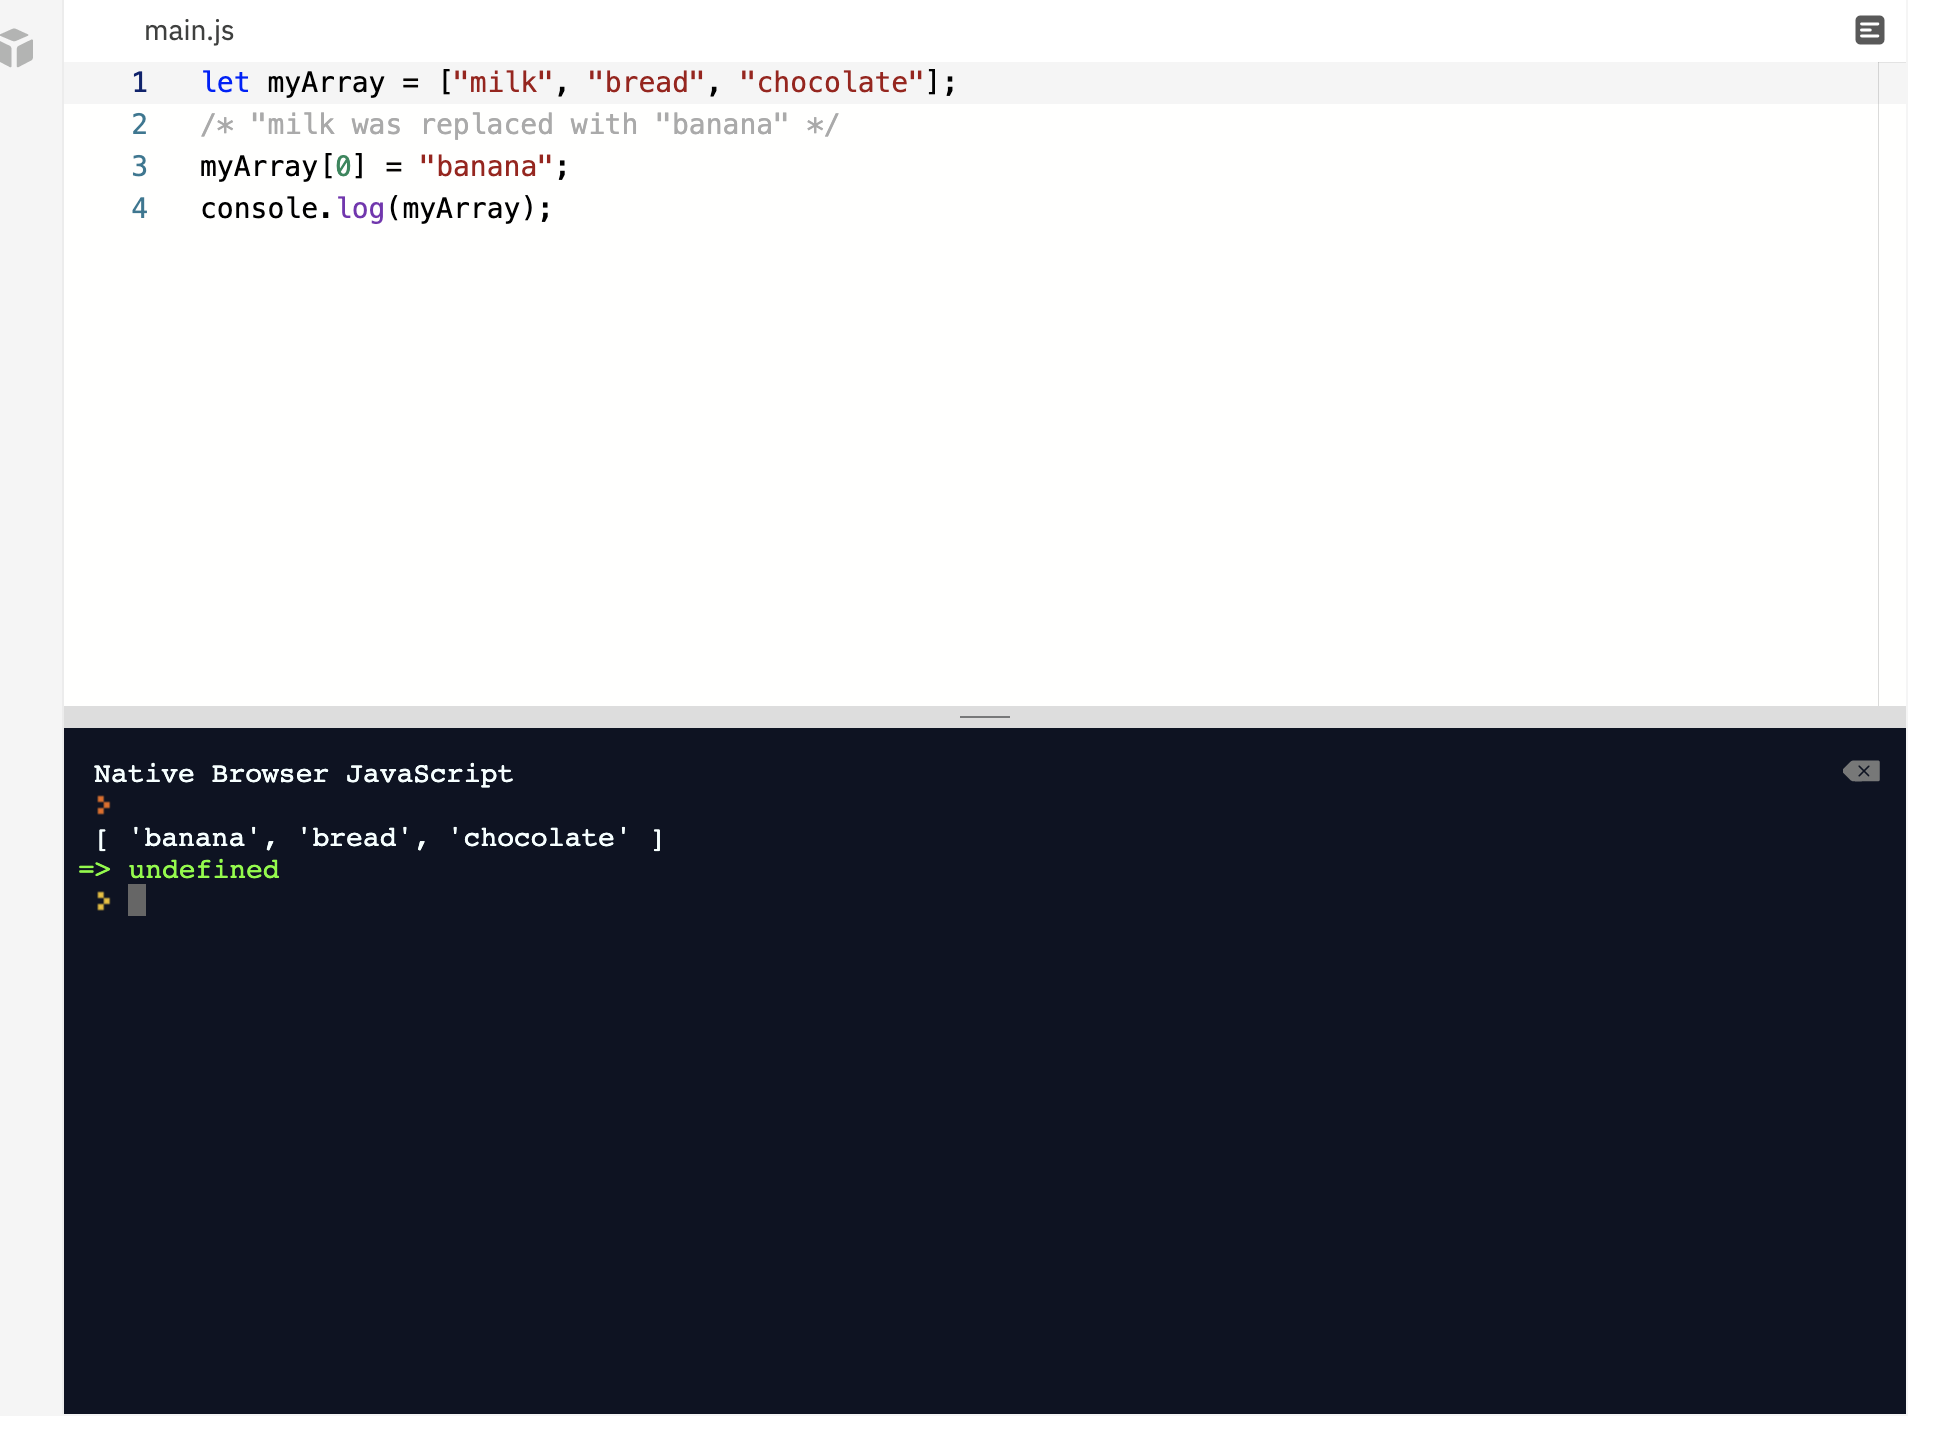 main.js
1 let myArray = ["milk", "bread", "chocolate"];
2 /* "milk was replaced with "banana" */
3 myArray[0] = "banana";
4 console.log(myArray);
Native Browser JavaScript
[ 'banana', 'bread', 'chocolate' ]
=> undefined